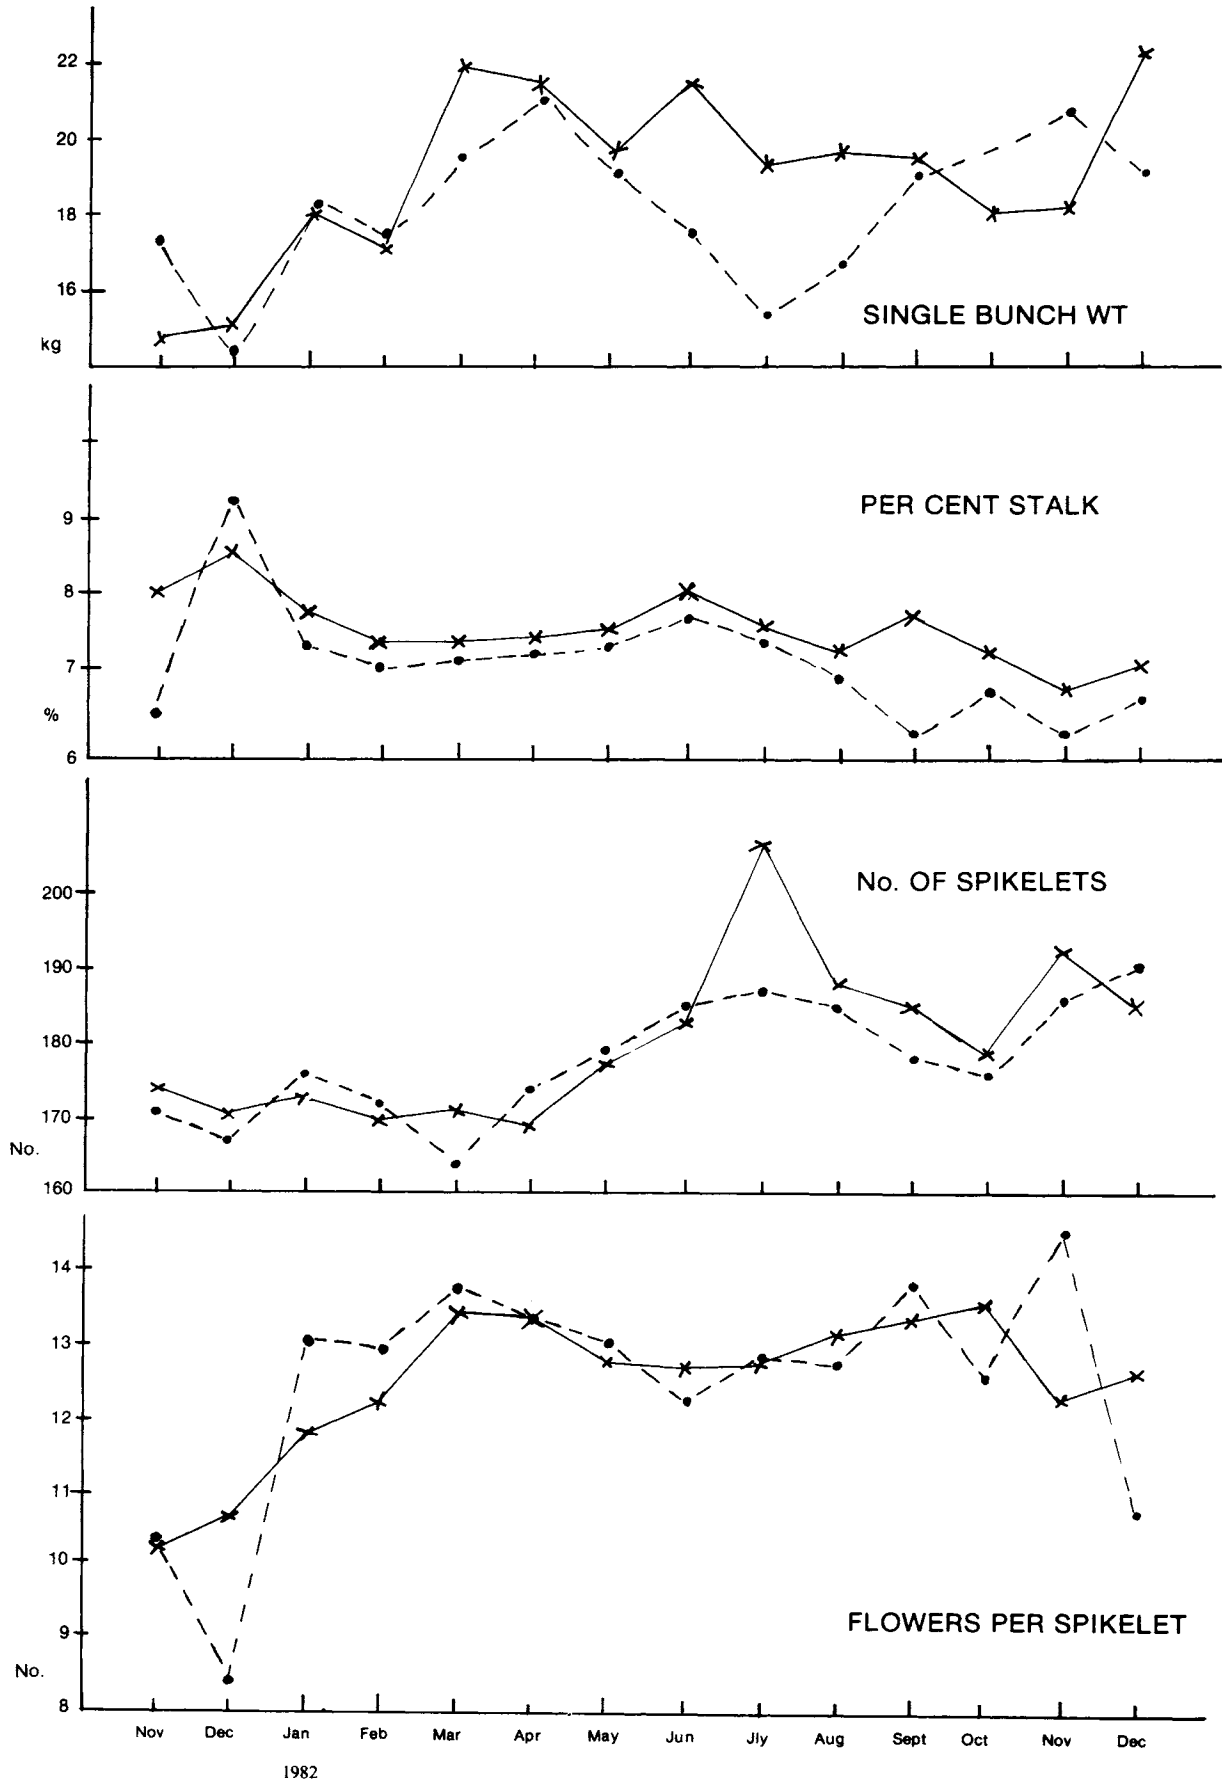 22
20
18
16
kg
SINGLE BUNCH WT
9
8
7
%
6
PER CENT STALK
200
190
180
170
No.
160
No. OF SPIKELETS
14
13
12
11
10
9
No.
8
FLOWERS PER SPIKELET
Nov Dec Jan Feb Mar Apr May Jun Jly Aug Sept Oct Nov Dec
1982